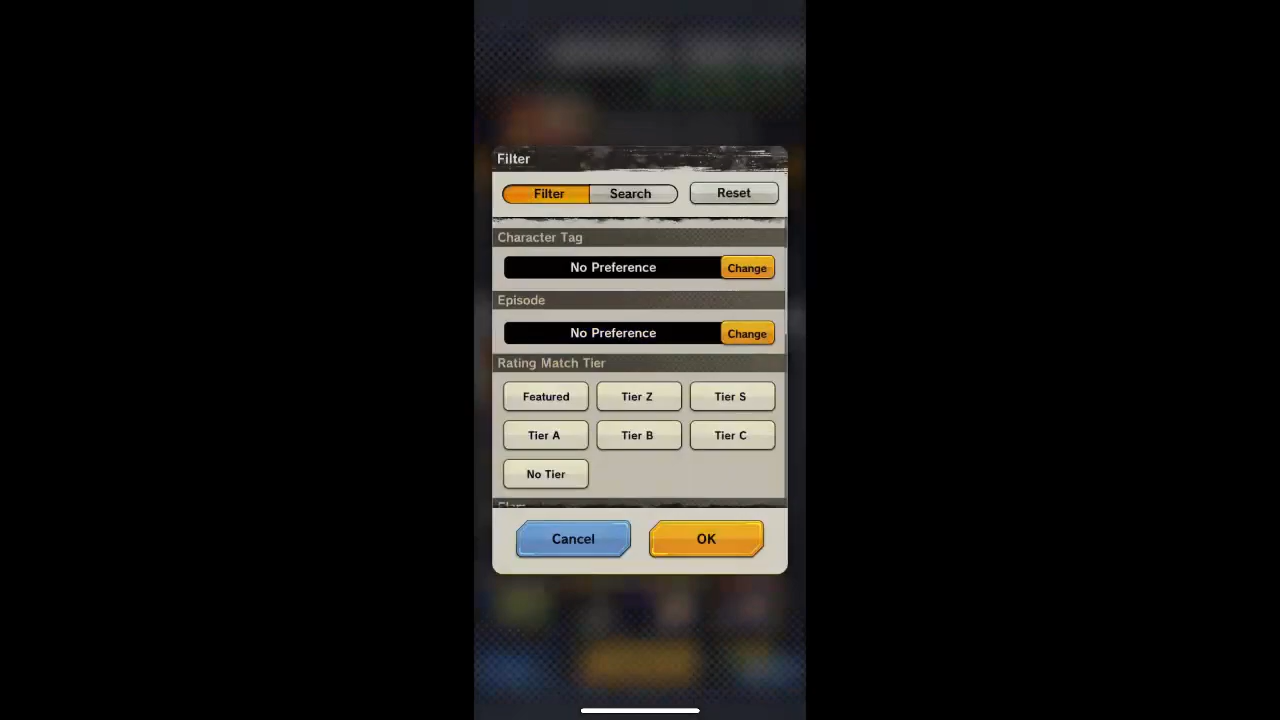 Filter
Filter Search Reset
Character Tag
No Preference Change
Episode
No Preference Change
Rating Match Tier
Featured Tier Z Tier S
Tier A Tier B Tier C
No Tier
Cancel OK